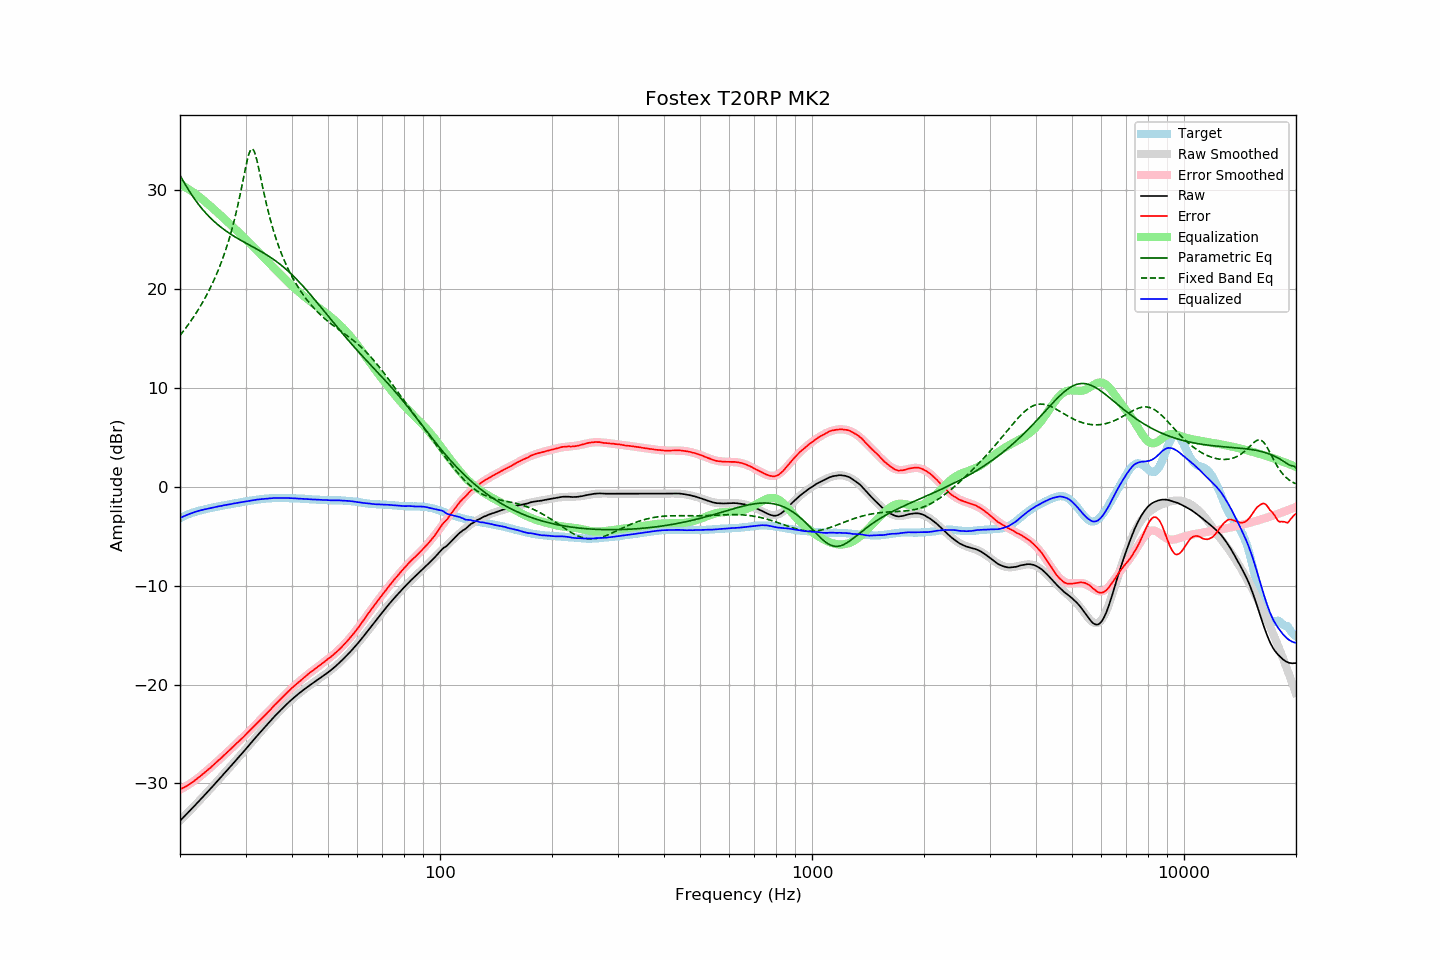 Fostex T20RP MK2
Amplitude (dBr)
30
20
10
0
−10
−20
−30
Target
Raw Smoothed
Error Smoothed
Raw
Error
Equalization
Parametric Eq
Fixed Band Eq
Equalized
100
1000
10000
Frequency (Hz)